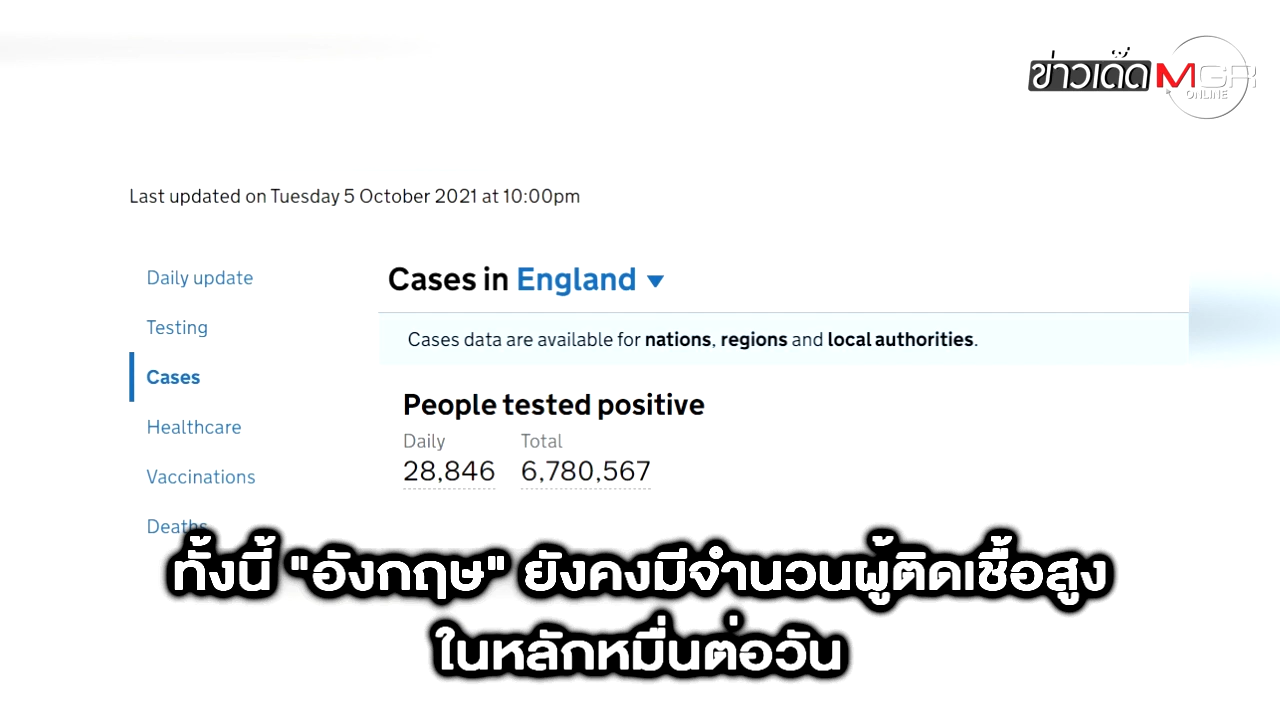 ข่าวเด็ด MGR
ONLINE
Last updated on Tuesday 5 October 2021 at 10:00pm
Daily update
Testing
Cases
Healthcare
Vaccinations
Deaths
Cases in England
Cases data are available for nations, regions and local authorities.
People tested positive
Daily Total
28,846 6,780,567
ทั้งนี้ "อังกฤษ" ยังคงมีจำนวนผู้ติดเชื้อสูง
ในหลักหมื่นต่อวัน